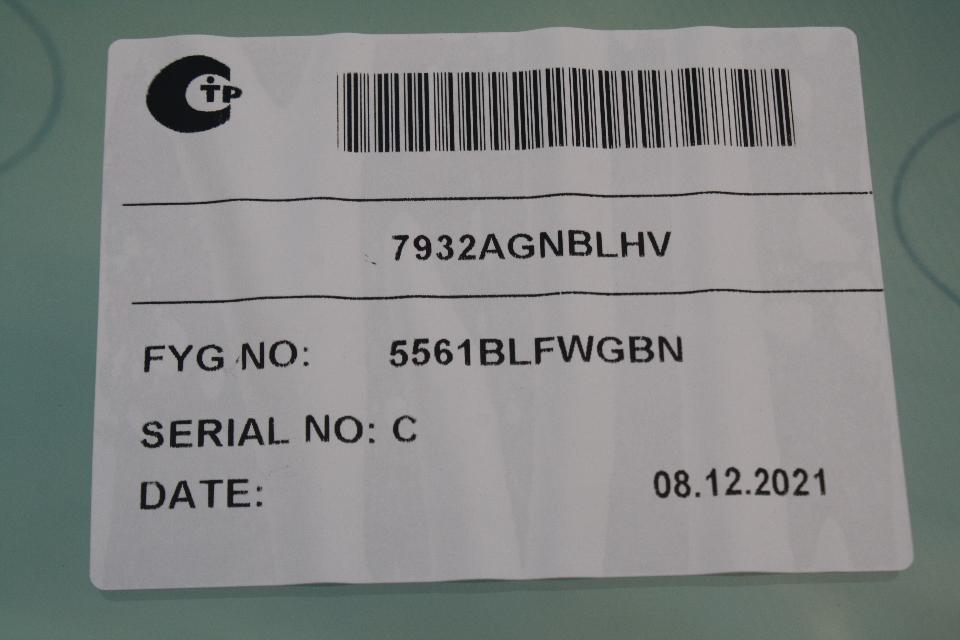 TP
7932AGNBLHV
FYG NO: 5561BLFWGBN
SERIAL NO: C
DATE: 08.12.2021